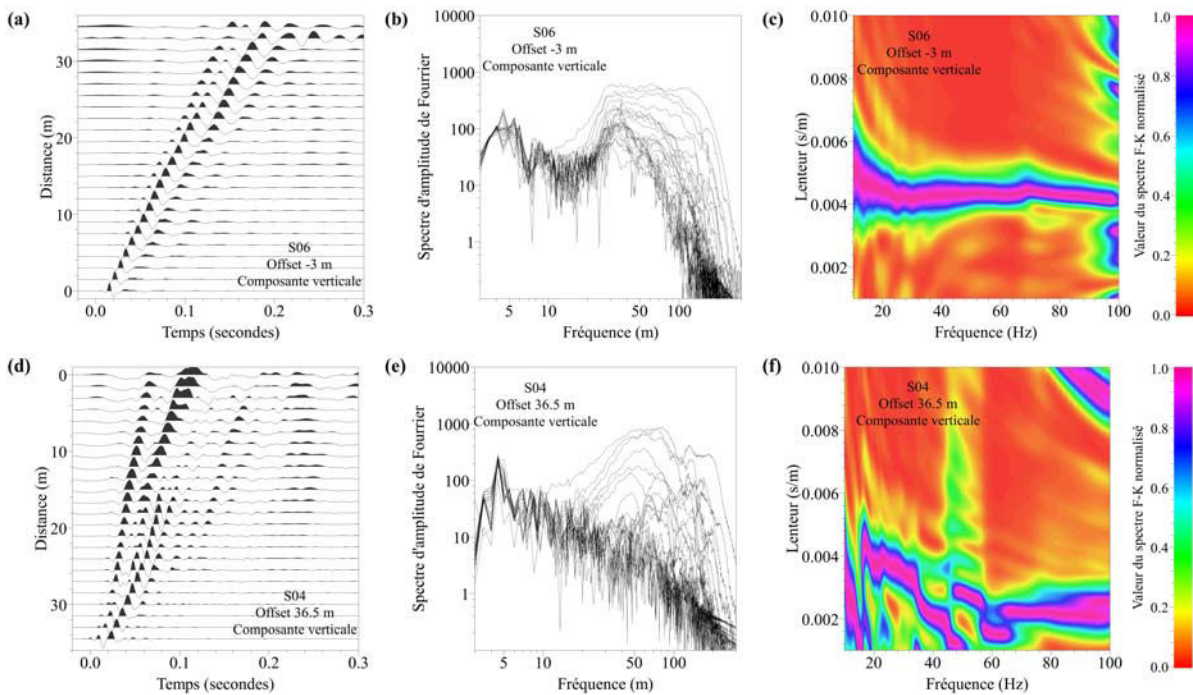 (a)
Distance (m)
30
20
10
0
S06
Offset -3 m
Composante verticale
0.0 0.1 0.2 0.3
Temps (secondes)
(b)
Spectre d'amplitude de Fourrier
10000
1000
100
10
1
S06
Offset -3 m
Composante verticale
5 10 50 100
Fréquence (m)
(c)
Lenteur (s/m)
0.010
0.008
0.006
0.004
0.002
S06
Offset -3 m
Composante verticale
20 40 60 80 100
Fréquence (Hz)
1.0
0.8
0.6
0.4
0.2
0.0
Valeur du spectre F-K normalisé
(d)
Distance (m)
0
10
20
30
S04
Offset 36.5 m
Composante verticale
0.0 0.1 0.2 0.3
Temps (secondes)
(e)
Spectre d'amplitude de Fourrier
10000
1000
100
10
1
S04
Offset 36.5 m
Composante verticale
5 10 50 100
Fréquence (m)
(f)
Lenteur (s/m)
0.010
0.008
0.006
0.004
0.002
S04
Offset 36.5 m
Composante verticale
20 40 60 80 100
Fréquence (Hz)
1.0
0.8
0.6
0.4
0.2
0.0
Valeur du spectre F-K normalisé